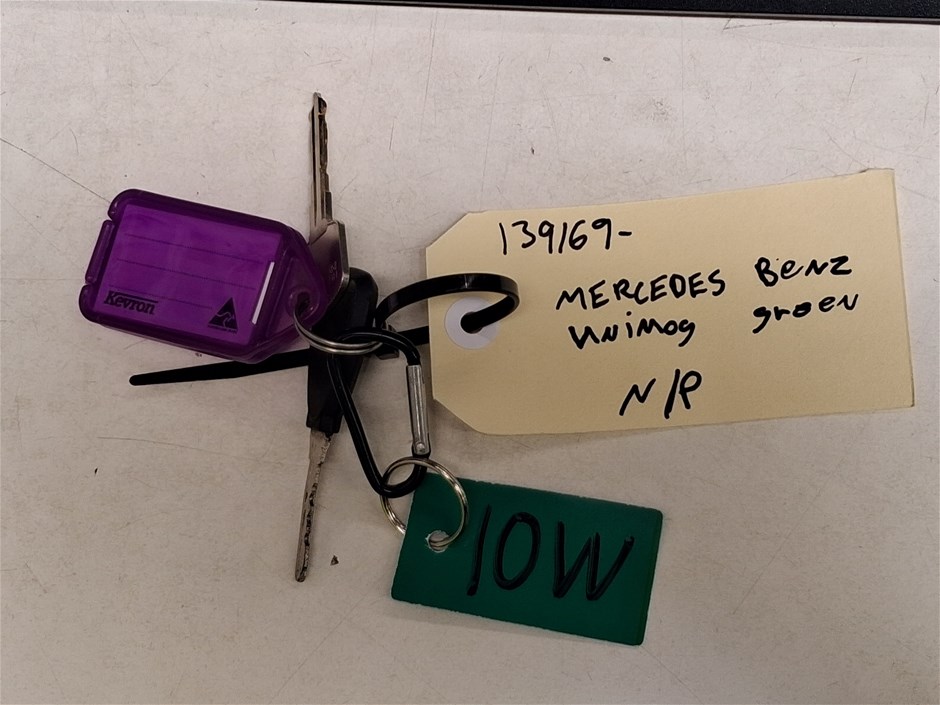 139169-
MERCEDES Benz
Unimog green
N/P
Kevron
10W